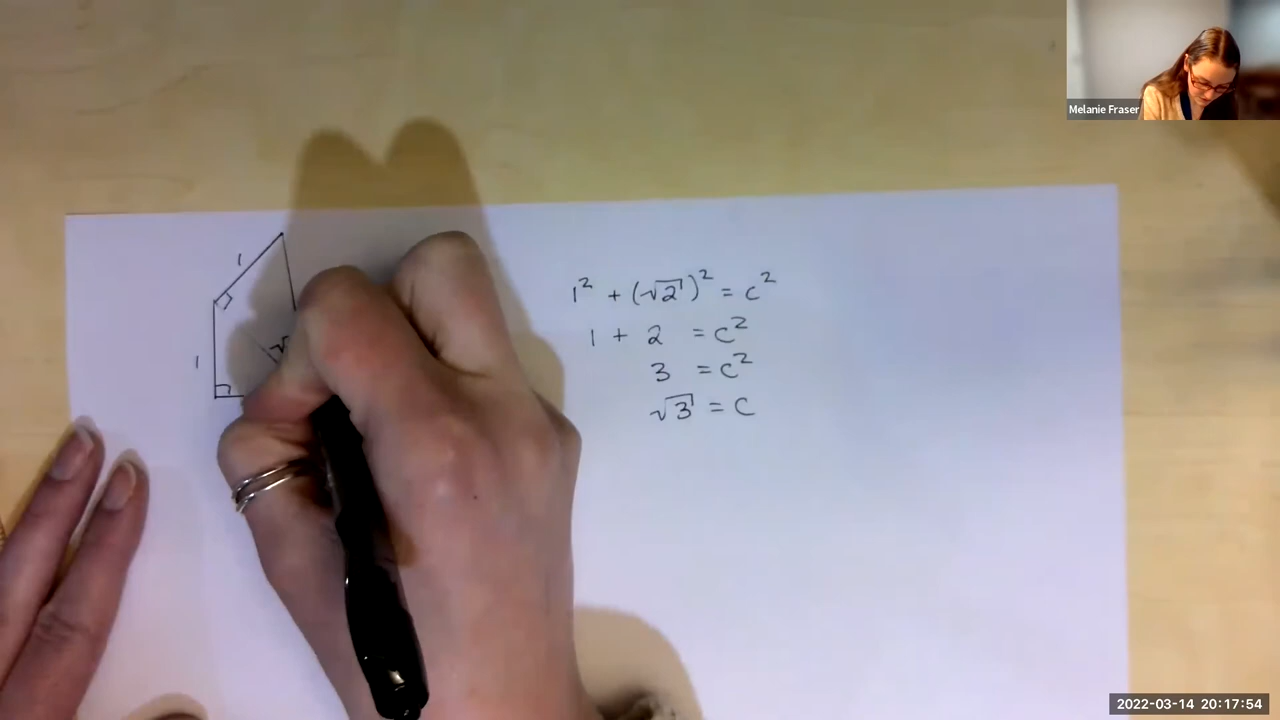 Melanie Fraser
1
1
1² + (√2)² = c²
1 + 2 = c²
3 = c²
√3 = c
2022-03-14 20:17:54